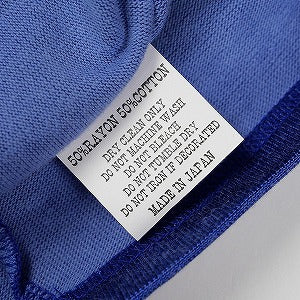 50%RAYON 50%COTTON
DRY CLEAN ONLY
DO NOT MACHINE WASH
DO NOT BLEACH
DO NOT TUMBLE DRY
DO NOT IRON IF DECORATED
MADE IN JAPAN